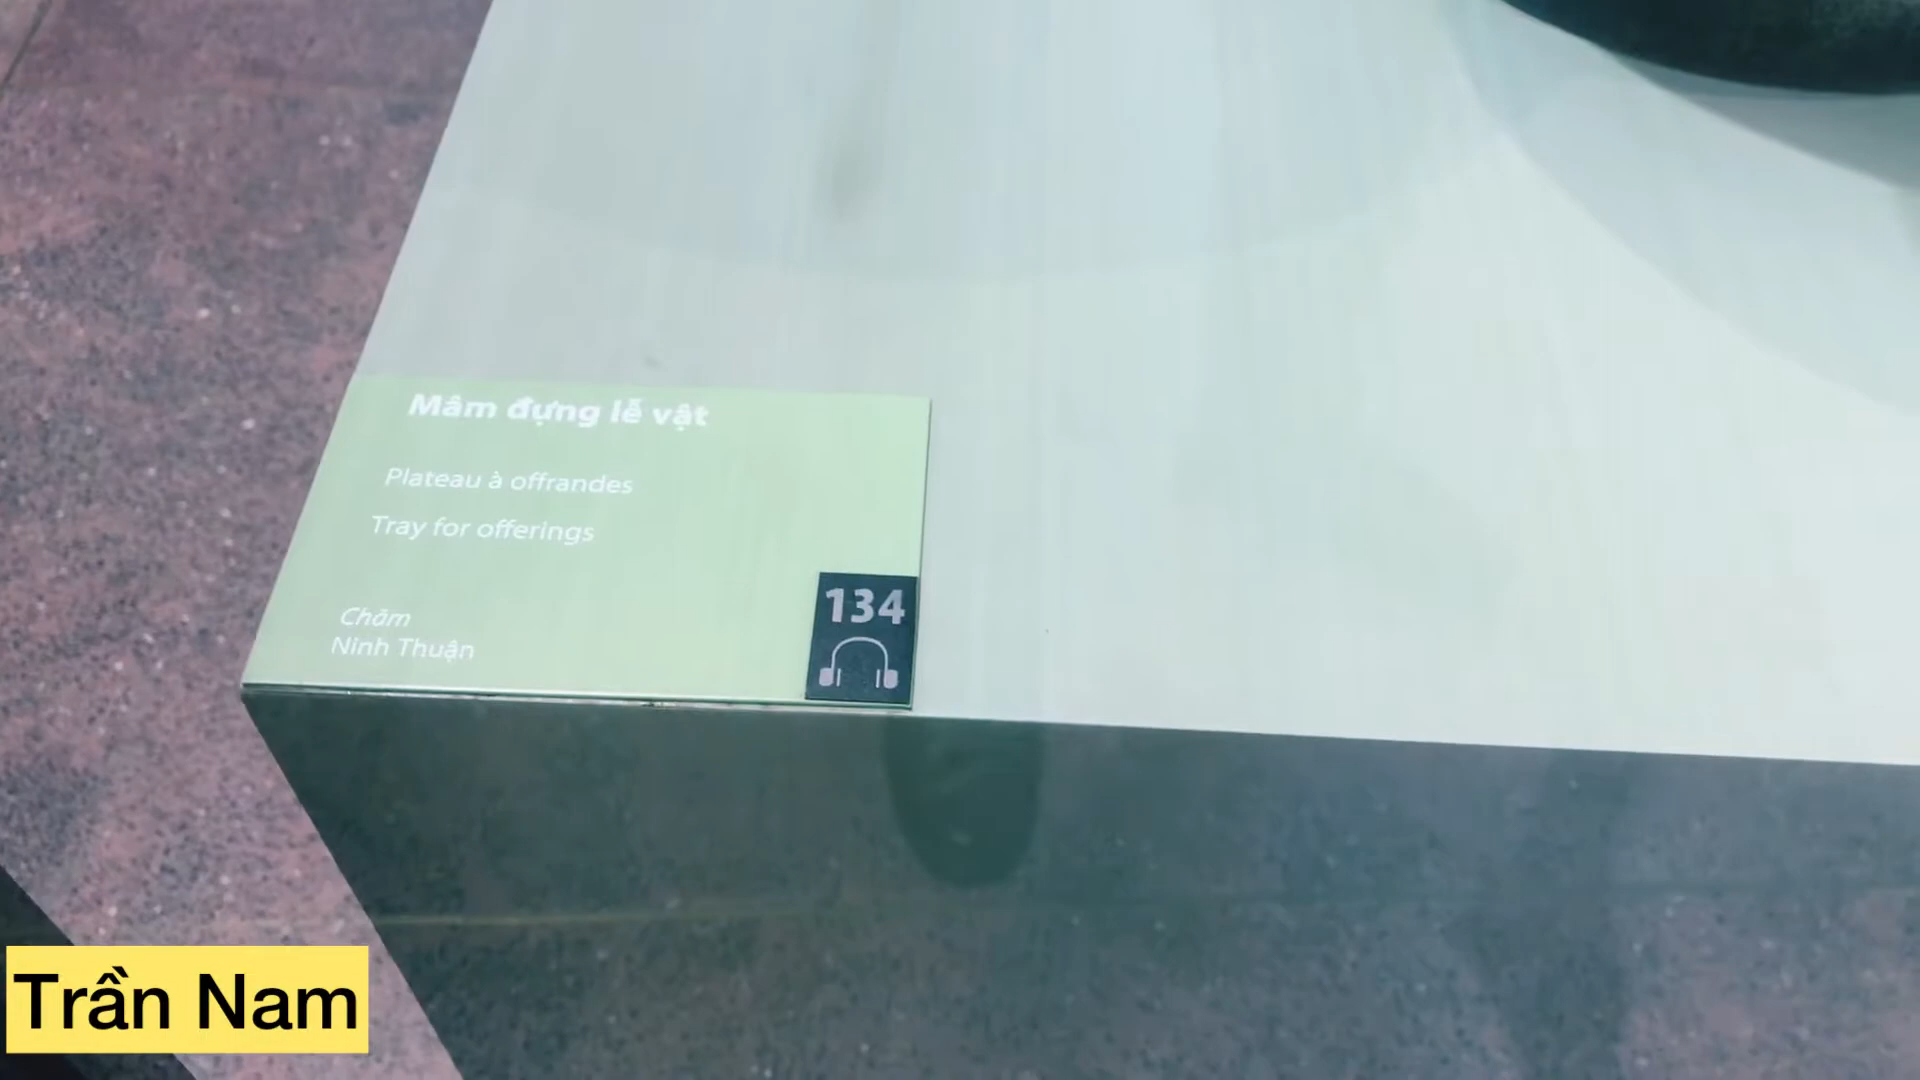 Mâm đựng lễ vật
Plateau à offrandes
Tray for offerings
Chăm
Ninh Thuận
134
Trần Nam